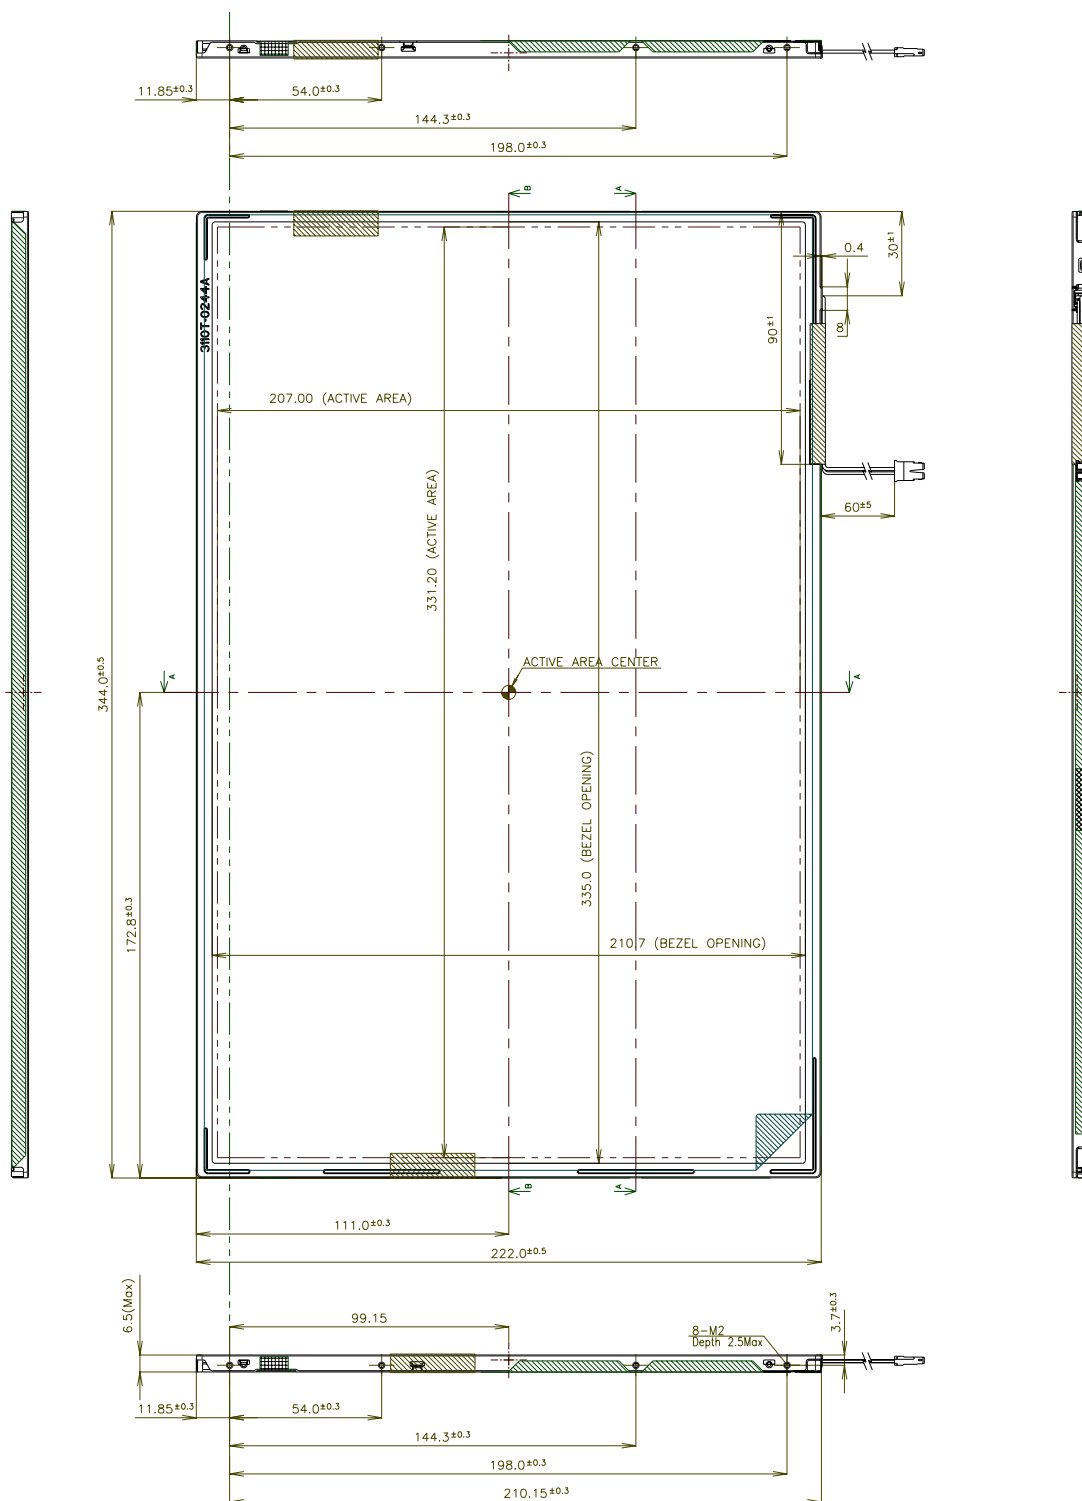 11.85±0.3
54.0±0.3
144.3±0.3
198.0±0.3
B
A
0.4
30±1
3110T-0244A
90±1
18
207.00 (ACTIVE AREA)
331.20 (ACTIVE AREA)
60±5
ACTIVE AREA CENTER
A
A
344.0±0.5
335.0 (BEZEL OPENING)
172.8±0.3
210.7 (BEZEL OPENING)
B
A
111.0±0.3
222.0±0.5
6.5(Max)
99.15
8-M2
Depth 2.5Max
3.7±0.3
11.85±0.3
54.0±0.3
144.3±0.3
198.0±0.3
210.15±0.3